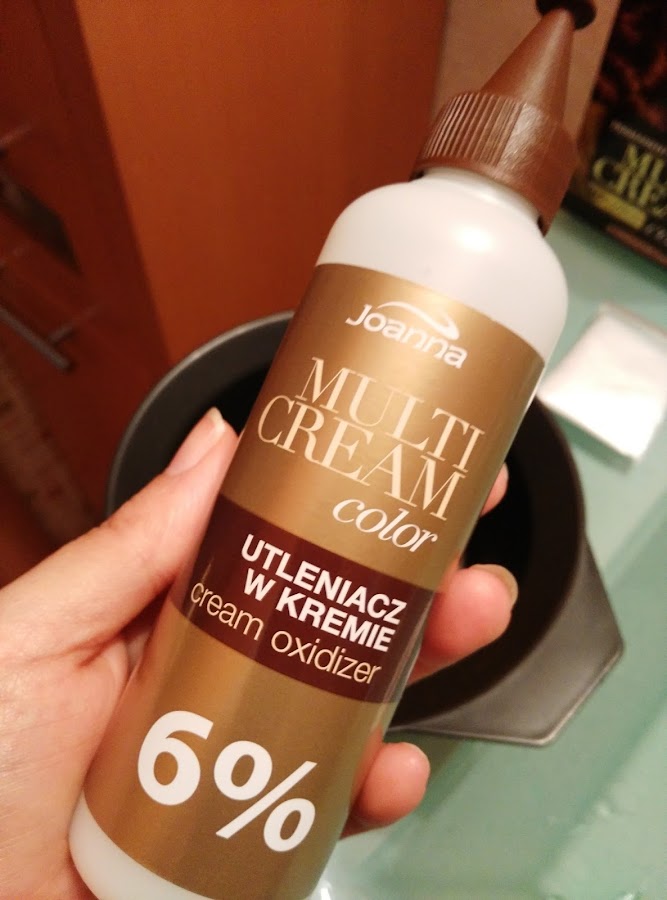 Joanna
MULTI
CREAM
color
UTLENIACZ
W KREMIE
cream oxidizer
6%